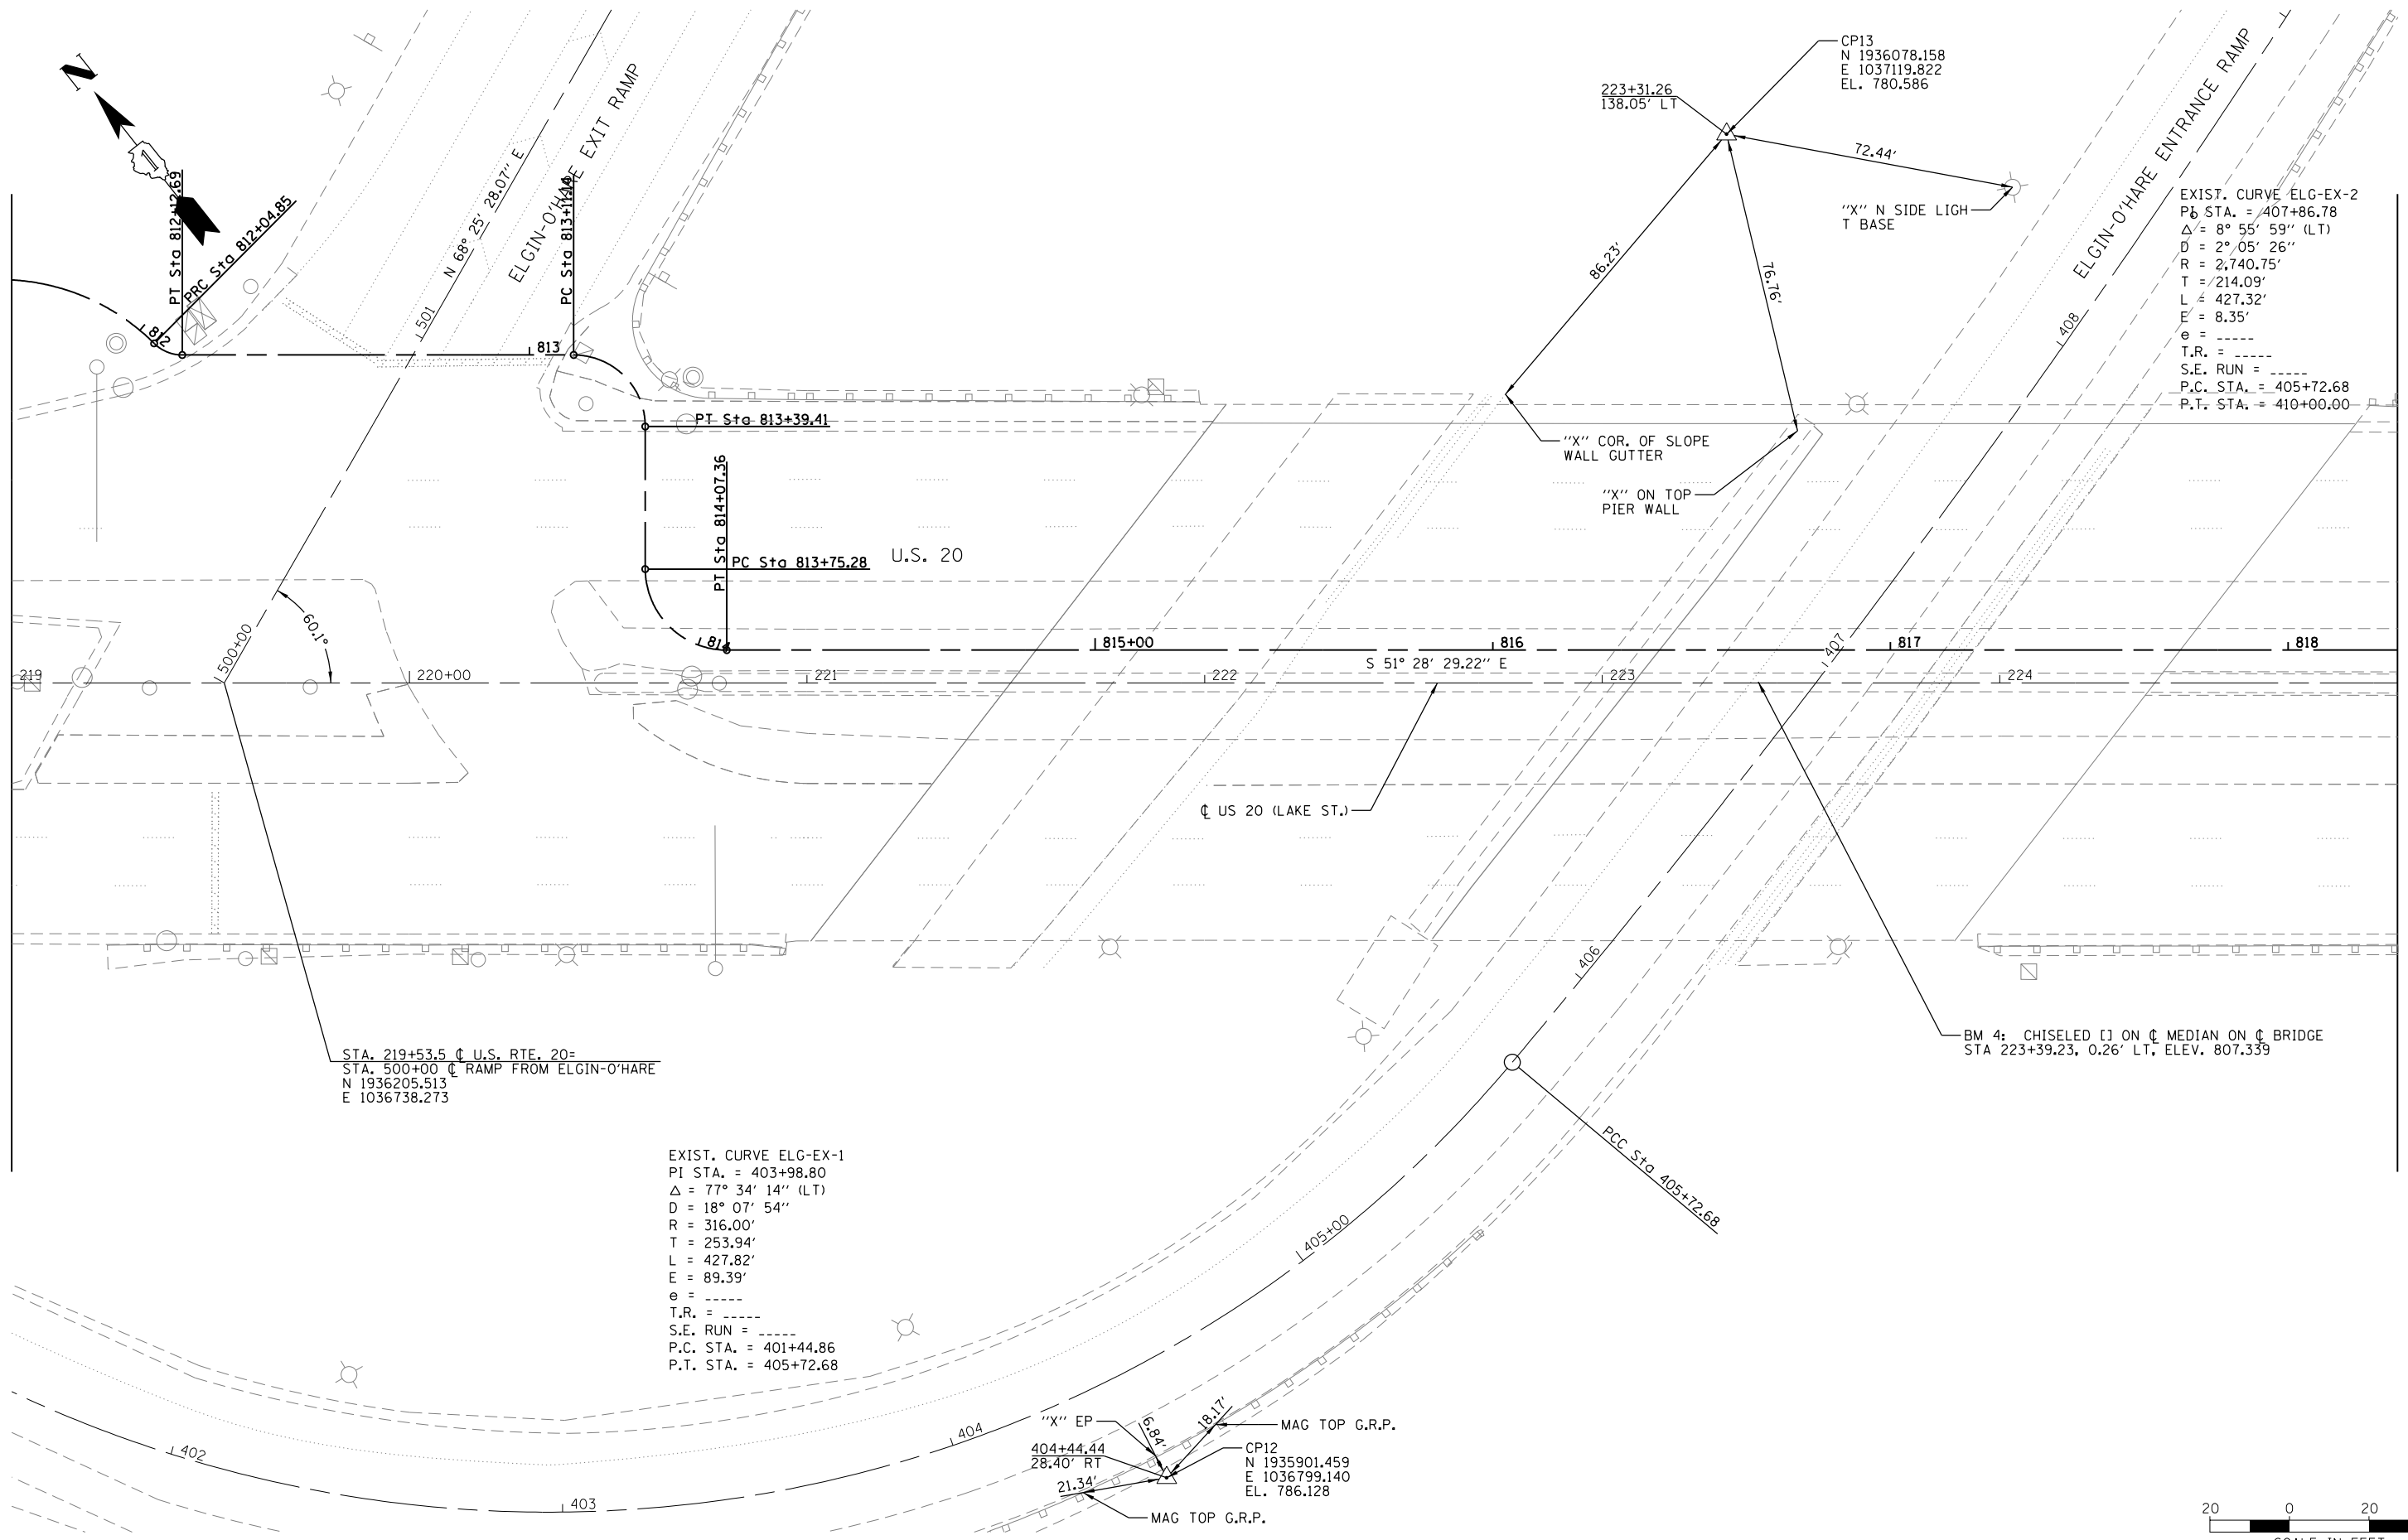 N
PT Sta 812+12.69
PRC Sta 812+04.85
812
N 68° 25' 28.07" E
ELGIN-O'HARE EXIT RAMP
PC Sta 813+11.14
501
813
PT Sta 813+39.41
PT Sta 814+07.36
PC Sta 813+75.28
U.S. 20
CP13
N 1936078.158
E 1037119.822
EL. 780.586
223+31.26
138.05' LT
72.44'
86.23'
76.76'
"X" N SIDE LIGH
T BASE
"X" COR. OF SLOPE
WALL GUTTER
"X" ON TOP
PIER WALL
ELGIN-O'HARE ENTRANCE RAMP
408
EXIST. CURVE ELG-EX-2
PI STA. = 407+86.78
Δ = 8° 55' 59" (LT)
D = 2° 05' 26"
R = 2,740.75'
T = 214.09'
L = 427.32'
E = 8.35'
e = -----
T.R. = -----
S.E. RUN = -----
P.C. STA. = 405+72.68
P.T. STA. = 410+00.00
60.1°
500+00
814
815+00
816
407
817
818
S 51° 28' 29.22" E
219
220+00
221
222
223
224
℄ US 20 (LAKE ST.)
406
STA. 219+53.5 ℄ U.S. RTE. 20=
STA. 500+00 ℄ RAMP FROM ELGIN-O'HARE
N 1936205.513
E 1036738.273
BM 4: CHISELED [] ON ℄ MEDIAN ON ℄ BRIDGE
STA 223+39.23, 0.26' LT, ELEV. 807.339
EXIST. CURVE ELG-EX-1
PI STA. = 403+98.80
Δ = 77° 34' 14" (LT)
D = 18° 07' 54"
R = 316.00'
T = 253.94'
L = 427.82'
E = 89.39'
e = -----
T.R. = -----
S.E. RUN = -----
P.C. STA. = 401+44.86
P.T. STA. = 405+72.68
PCC Sta 405+72.68
405+00
404
402
403
"X" EP
6.84'
18.17'
MAG TOP G.R.P.
404+44.44
28.40' RT
21.34'
CP12
N 1935901.459
E 1036799.140
EL. 786.128
MAG TOP G.R.P.
20 0 20